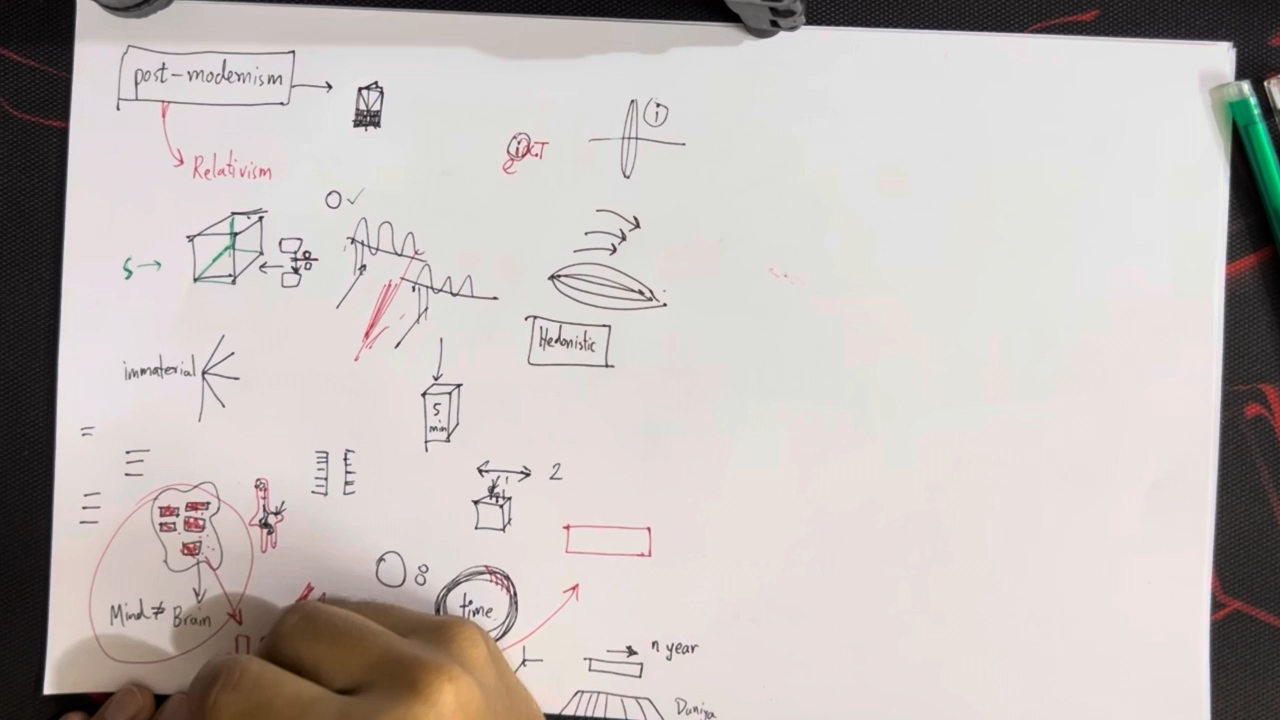 post-modernism
i
Relativism
S →
immaterial
Hedonistic
5
min
2
Mind ≠ Brain
time
n year
Duniya